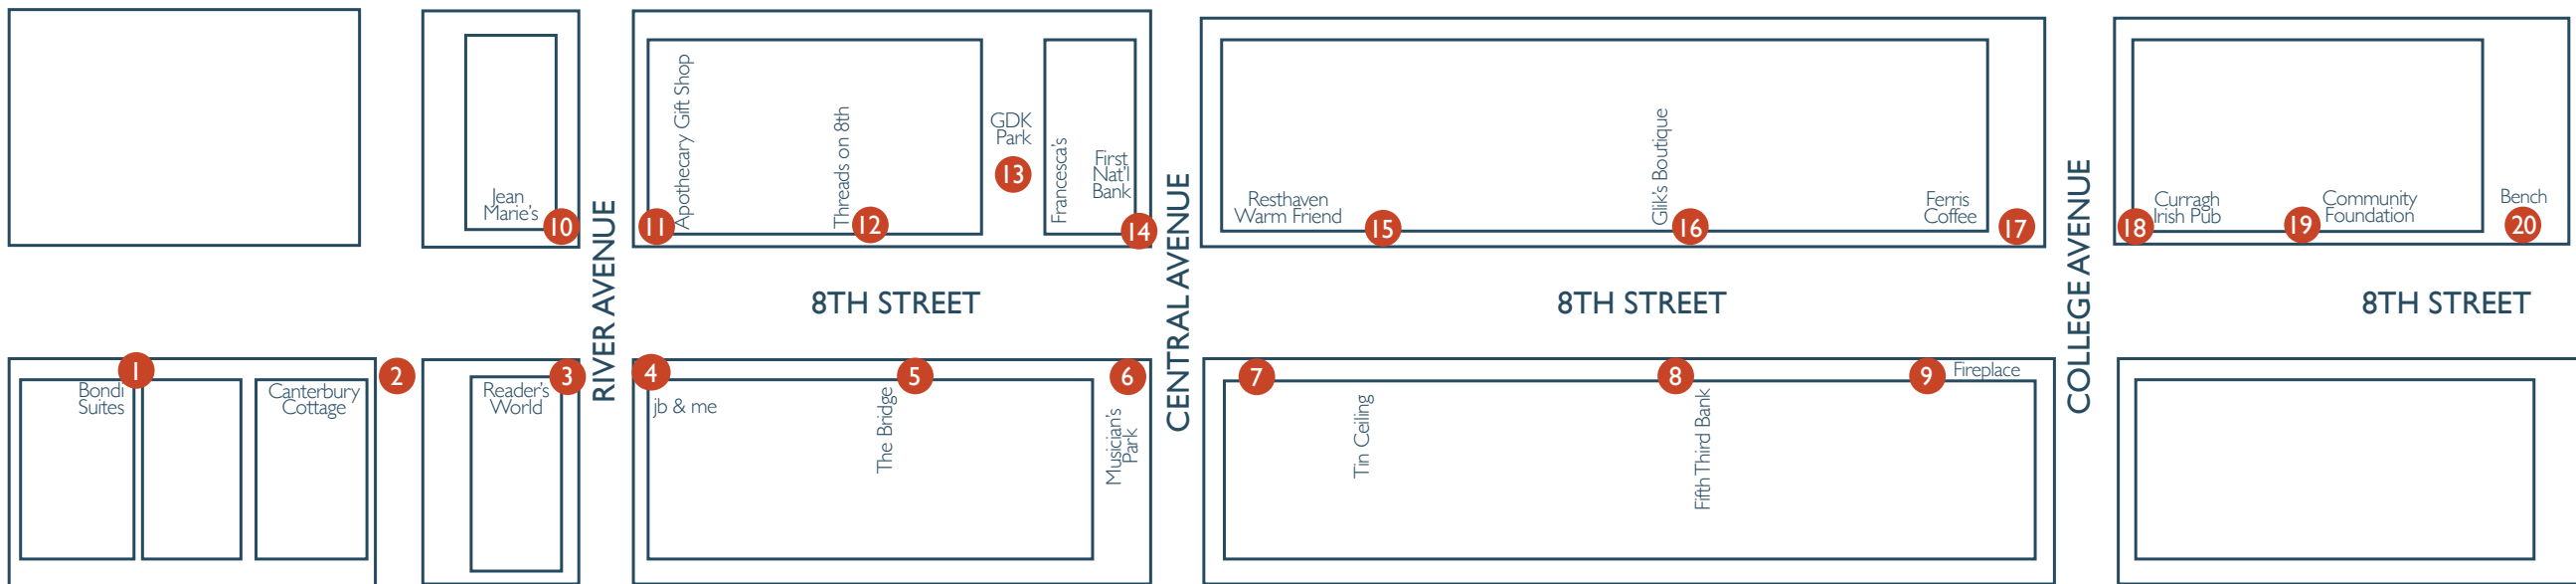 Jean
Marie's
10
RIVER AVENUE
11
Apothecary Gift Shop
Threads on 8th
12
GDK
Park
13
Francesca's
First
Nat'l
Bank
14
8TH STREET
CENTRAL AVENUE
Resthaven
Warm Friend
15
Glik's Boutique
16
Ferris
Coffee
17
8TH STREET
COLLEGE AVENUE
18
Curragh
Irish Pub
19
Community
Foundation
Bench
20
8TH STREET
1
Bondi
Suites
Canterbury
Cottage
2
Reader's
World
3
4
jb & me
5
The Bridge
6
Musician's
Park
7
Tin Ceiling
8
Fifth Third Bank
9
Fireplace